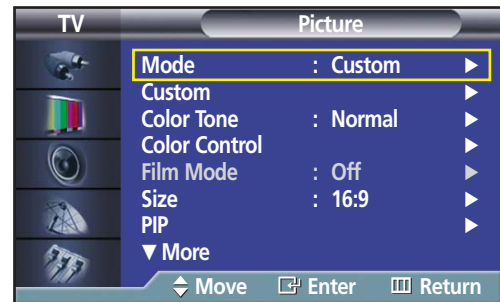 TV Picture
Mode : Custom
Custom
Color Tone : Normal
Color Control
Film Mode : Off
Size : 16:9
PIP
▼ More
Move Enter Return